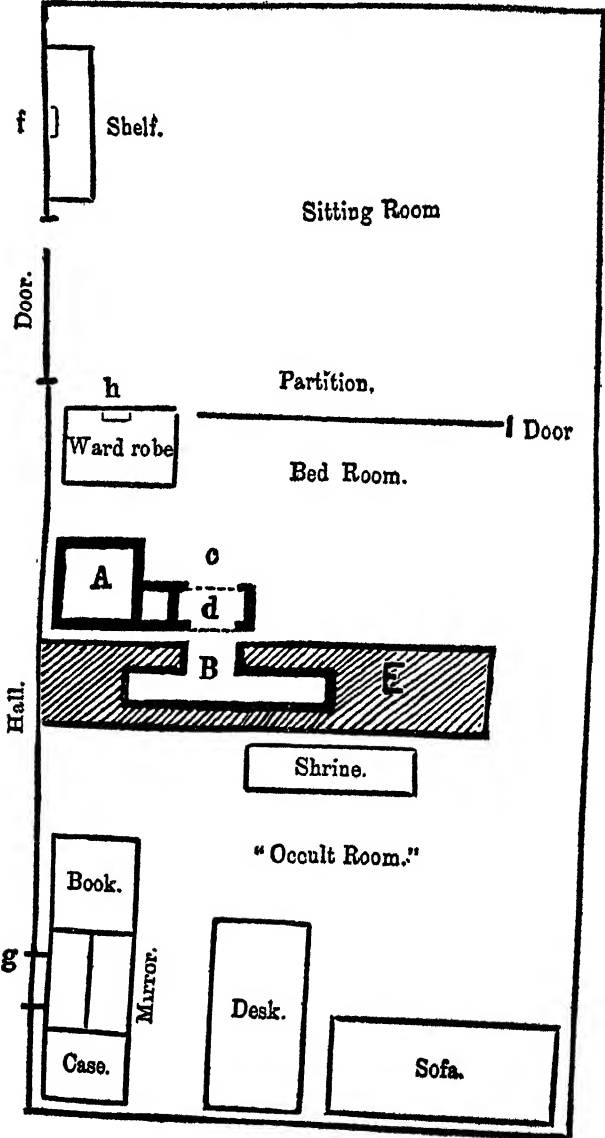 f
Shelf.
Sitting Room
Door.
Partition.
h
Door
Ward robe
Bed Room.
c
A
d
B
E
Hall.
Shrine.
"Occult Room."
Book.
g
Mirror.
Desk.
Case.
Sofa.